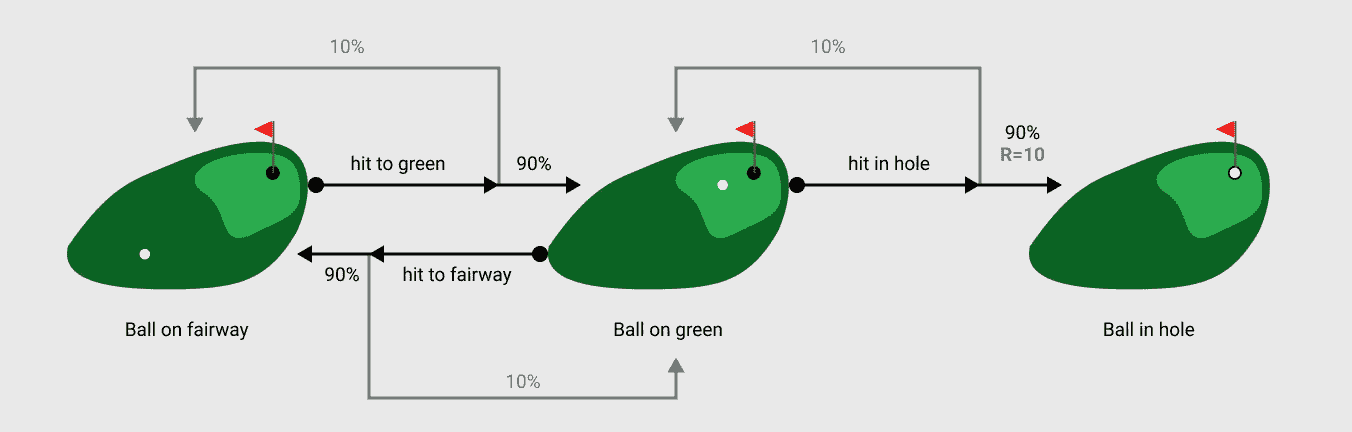 10%
10%
hit to green
90%
hit in hole
90%
R=10
90%
hit to fairway
Ball on fairway
Ball on green
Ball in hole
10%